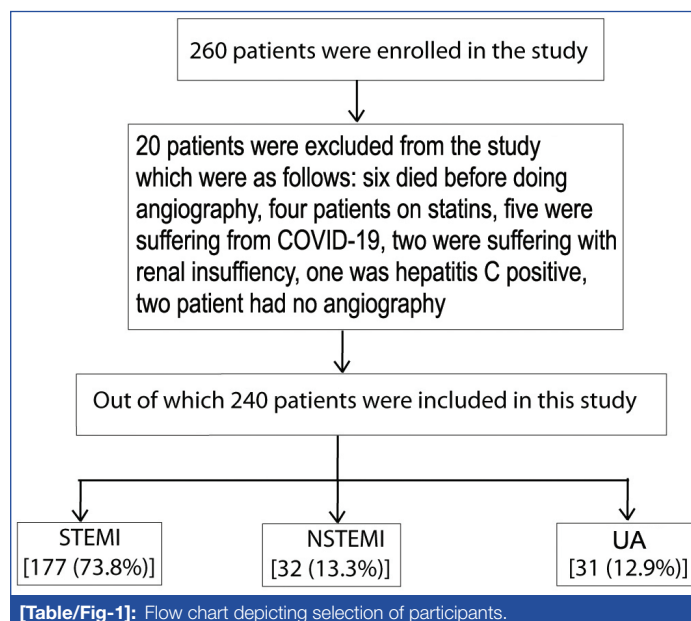 260 patients were enrolled in the study
20 patients were excluded from the study
which were as follows: six died before doing
angiography, four patients on statins, five were
suffering from COVID-19, two were suffering with
renal insuffiency, one was hepatitis C positive,
two patient had no angiography
Out of which 240 patients were included in this study
STEMI
[177 (73.8%)]
NSTEMI
[32 (13.3%)]
UA
[31 (12.9%)]
[Table/Fig-1]: Flow chart depicting selection of participants.